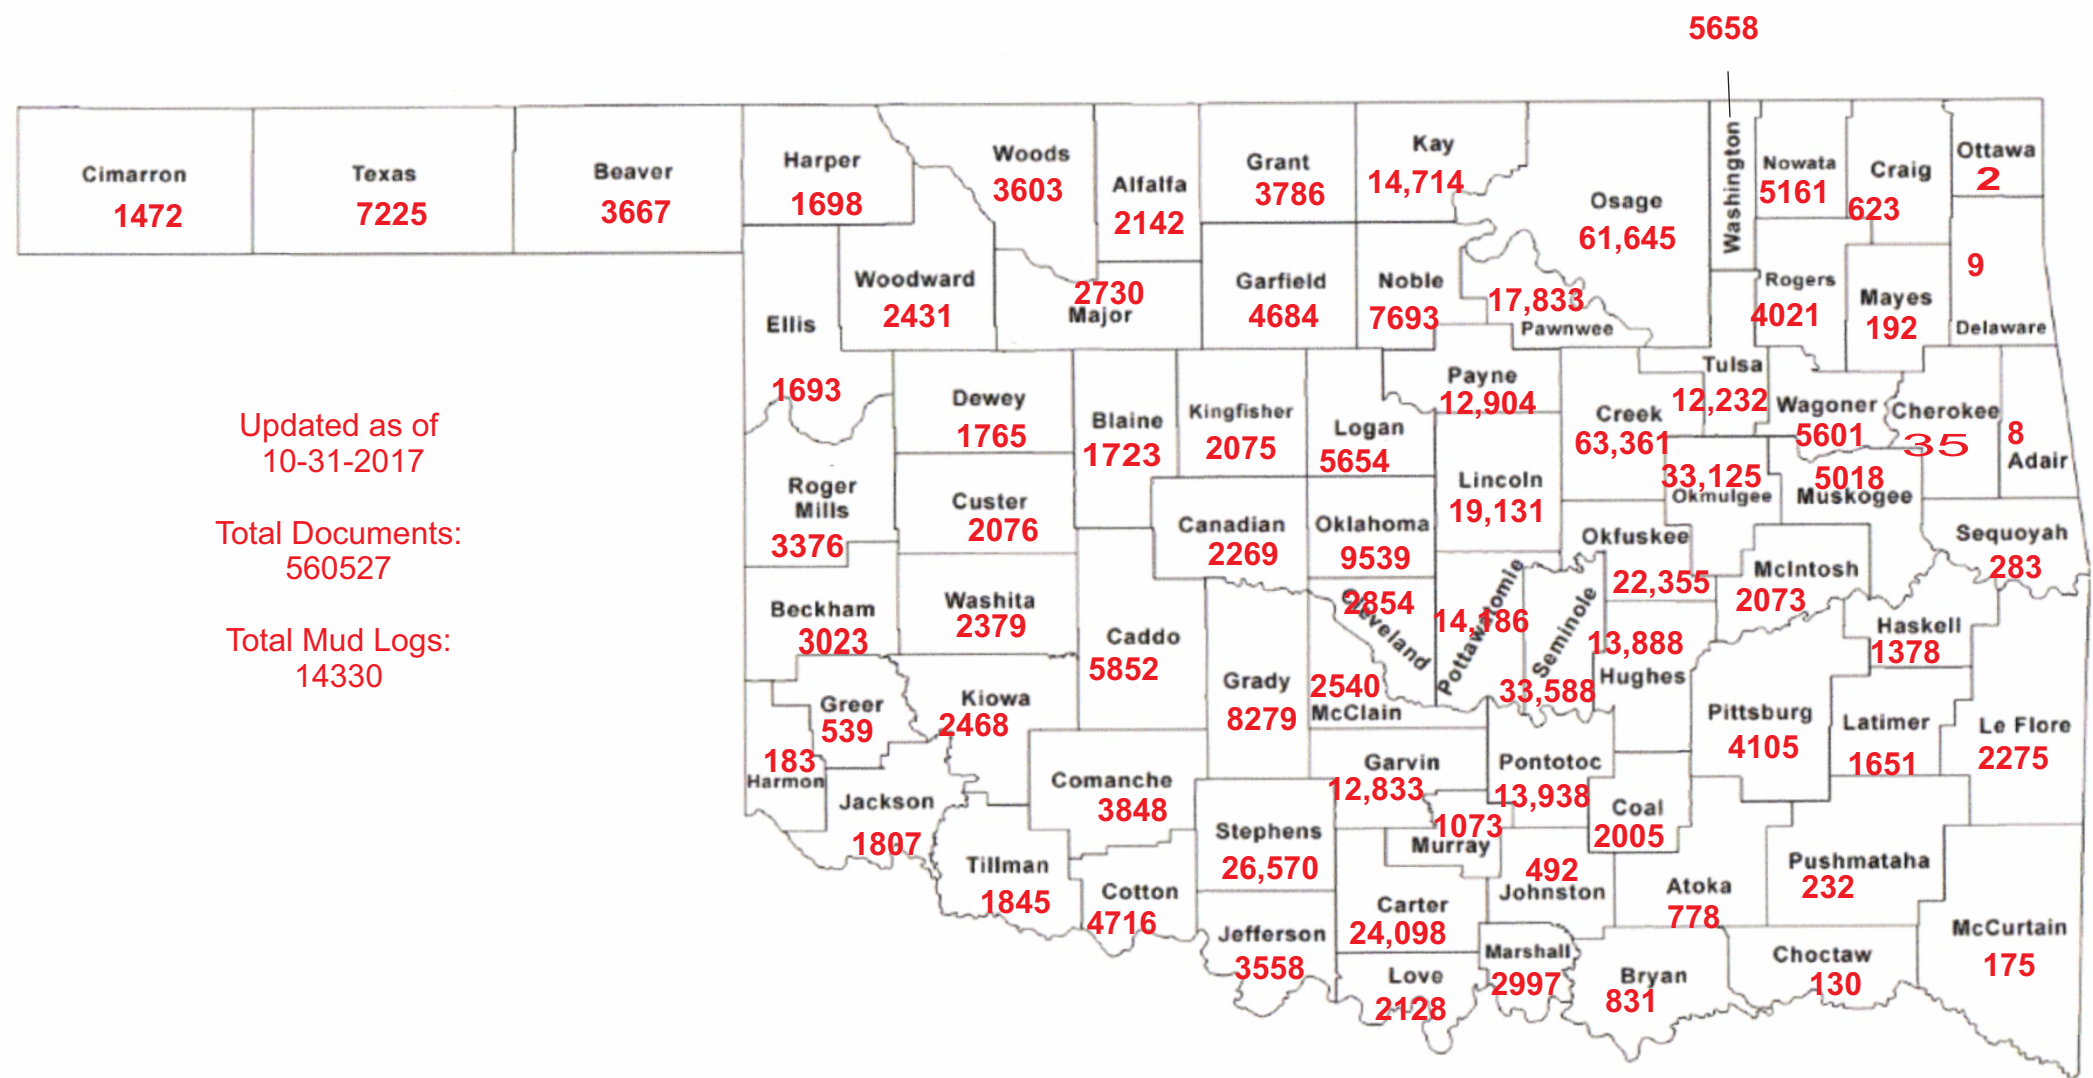 5658
Cimarron
1472
Texas
7225
Beaver
3667
Harper
1698
Woods
3603
Alfalfa
2142
Grant
3786
Kay
14,714
Osage
61,645
Washington
Nowata
5161
Craig
623
Ottawa
2
Woodward
2431
2730
Major
Garfield
4684
Noble
7693
17,833
Pawnwee
Rogers
4021
Mayes
192
9
Delaware
Ellis
1693
Dewey
1765
Blaine
1723
Kingfisher
2075
Logan
5654
Payne
12,904
Creek
63,361
Tulsa
12,232
Wagoner
5601
Cherokee
35
8
Adair
Updated as of
10-31-2017
Total Documents:
560527
Total Mud Logs:
14330
Roger
Mills
3376
Custer
2076
Canadian
2269
Oklahoma
9539
Lincoln
19,131
33,125
Okmulgee
5018
Muskogee
Okfuskee
22,355
McIntosh
2073
Sequoyah
283
Beckham
3023
Washita
2379
Caddo
5852
Grady
8279
2854
Cleveland
14,186
Pottawatomie
Seminole
33,588
13,888
Hughes
Haskell
1378
2540
McClain
Greer
539
Kiowa
2468
183
Harmon
Jackson
1807
Comanche
3848
Garvin
12,833
Pontotoc
13,938
Coal
2005
Pittsburg
4105
Latimer
1651
Le Flore
2275
Tillman
1845
Cotton
4716
Stephens
26,570
1073
Murray
492
Johnston
Atoka
778
Pushmataha
232
McCurtain
175
Jefferson
3558
Carter
24,098
Love
2128
Marshall
2997
Bryan
831
Choctaw
130